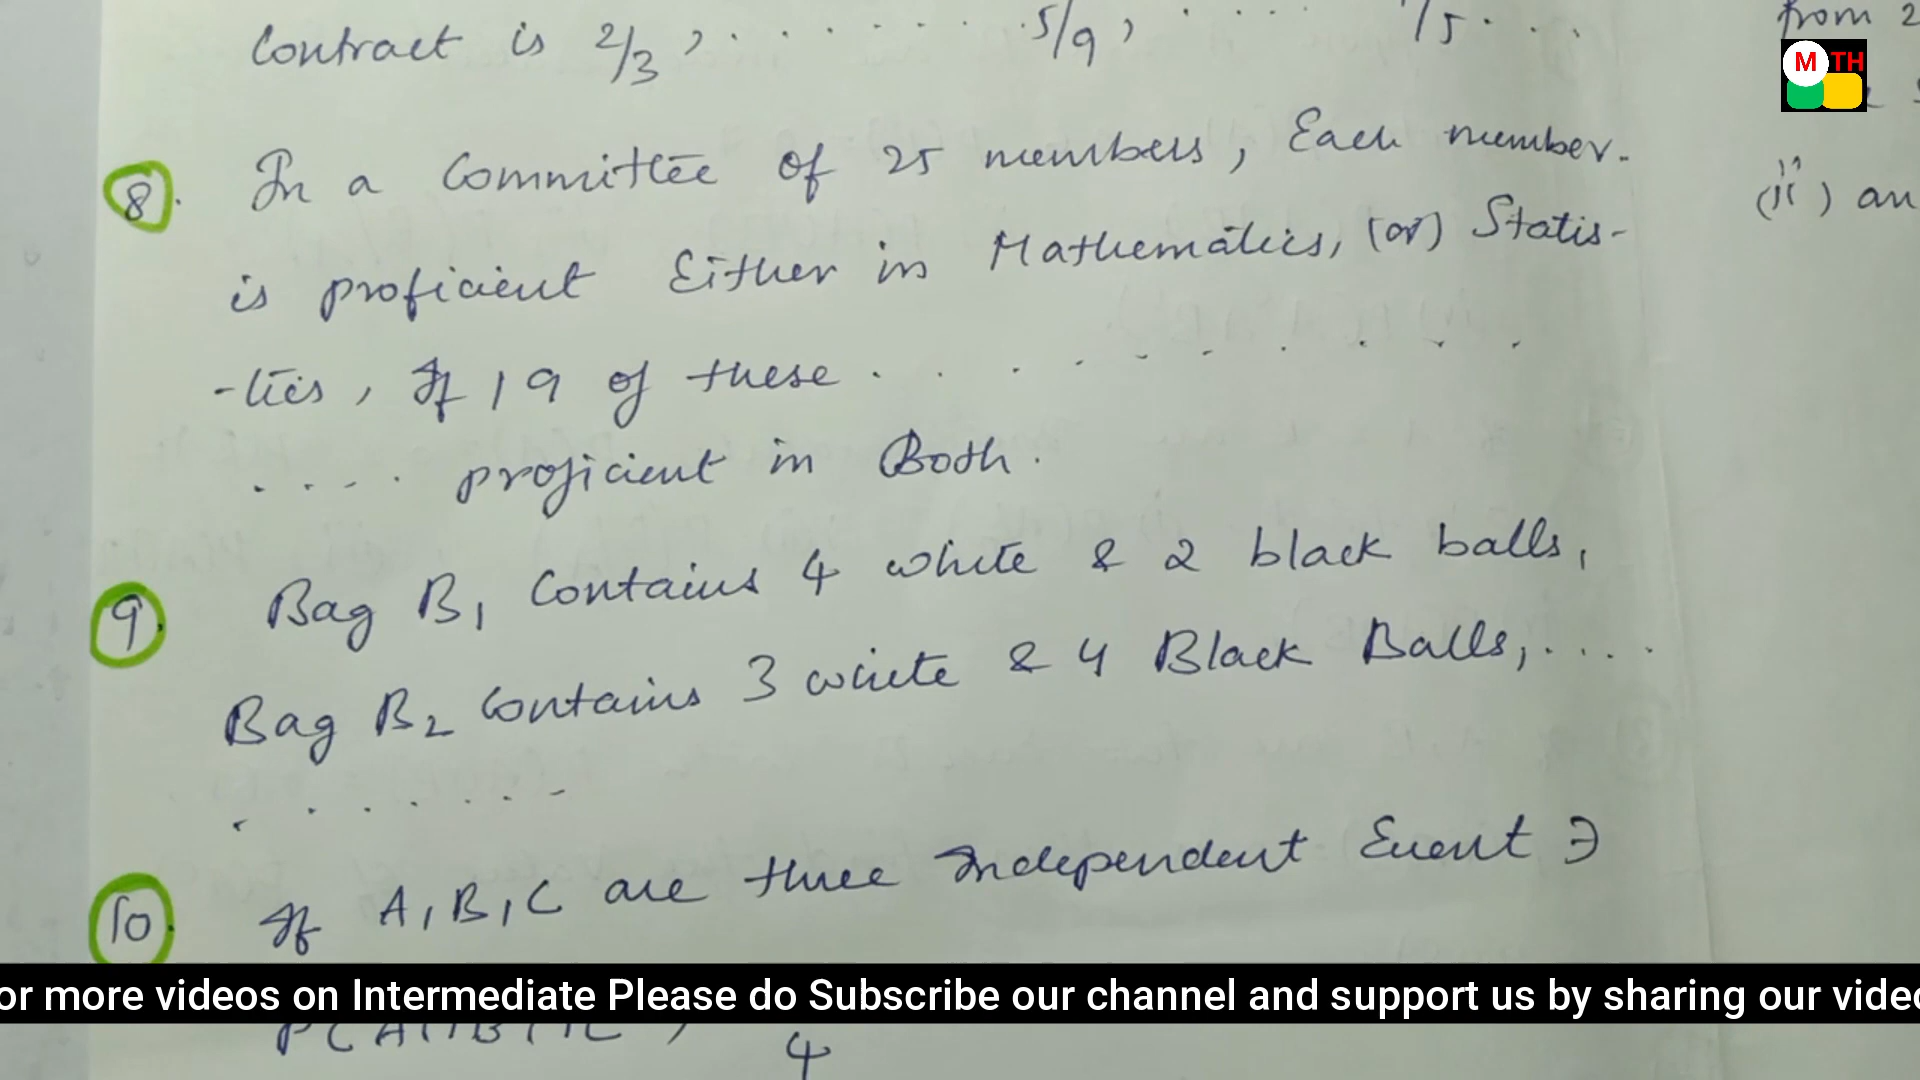 Contract is 2/3, . . . . . . . . 5/9, . . . . 1/5 . . .
from 2
M TH
8. In a Committee of 25 members, Each member.
(ii) an
is proficient Either in Mathematics, (or) Statis-
-tics, If 19 of these . . . . . . . . . .
. . . . proficient in Both.
9. Bag B1 Contains 4 white & 2 black balls,
Bag B2 Contains 3 white & 4 Black Balls, . . . .
. . . . . . .
10. If A, B, C are three Independent Event ∋
or more videos on Intermediate Please do Subscribe our channel and support us by sharing our video
4